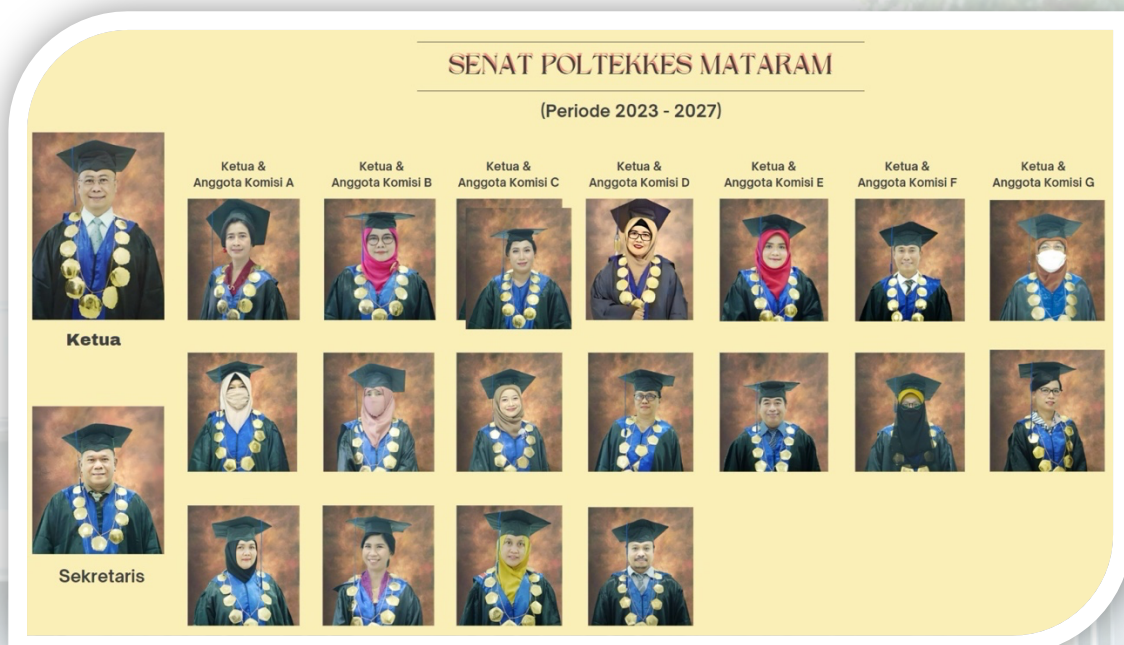 SENAT POLTEKKES MATARAM
(Periode 2023 - 2027)
Ketua &
Anggota Komisi A
Ketua &
Anggota Komisi B
Ketua &
Anggota Komisi C
Ketua &
Anggota Komisi D
Ketua &
Anggota Komisi E
Ketua &
Anggota Komisi F
Ketua &
Anggota Komisi G
Ketua
Sekretaris